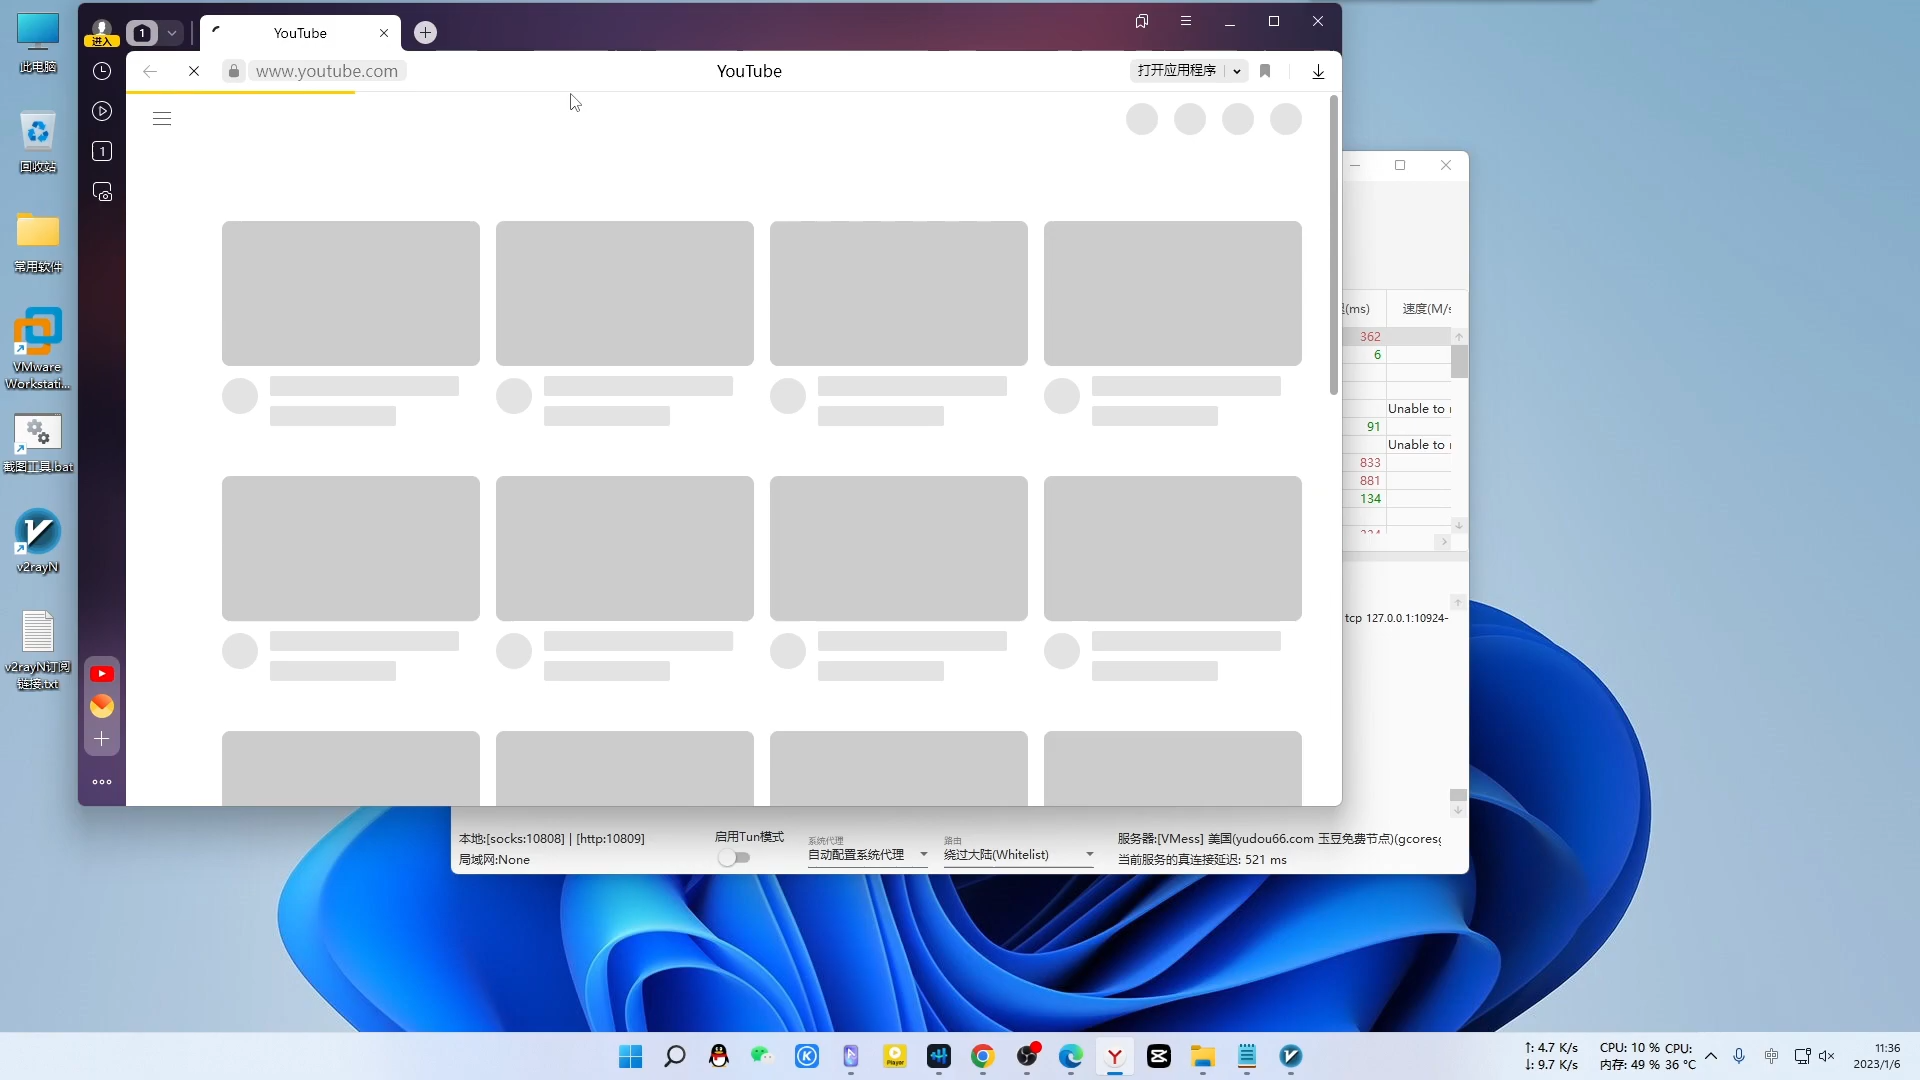 此电脑
回收站
常用软件
VMware
Workstati...
截图工具.bat
v2rayN
v2rayN订阅
链接.txt
进入
1
YouTube
www.youtube.com
YouTube
打开应用程序
1
(ms)
速度(M/s
362
6
Unable to
91
Unable to
833
881
134
tcp 127.0.0.1:10924-
本地:[socks:10808] | [http:10809]
局域网:None
启用Tun模式
系统代理
自动配置系统代理
路由
绕过大陆(Whitelist)
服务器:[VMess] 美国(yudou66.com 玉豆免费节点)(gcoresg
当前服务的真连接延迟: 521 ms
Player
↑: 4.7 K/s
↓: 9.7 K/s
CPU: 10 % CPU:
内存: 49 % 36 °C
中
11:36
2023/1/6